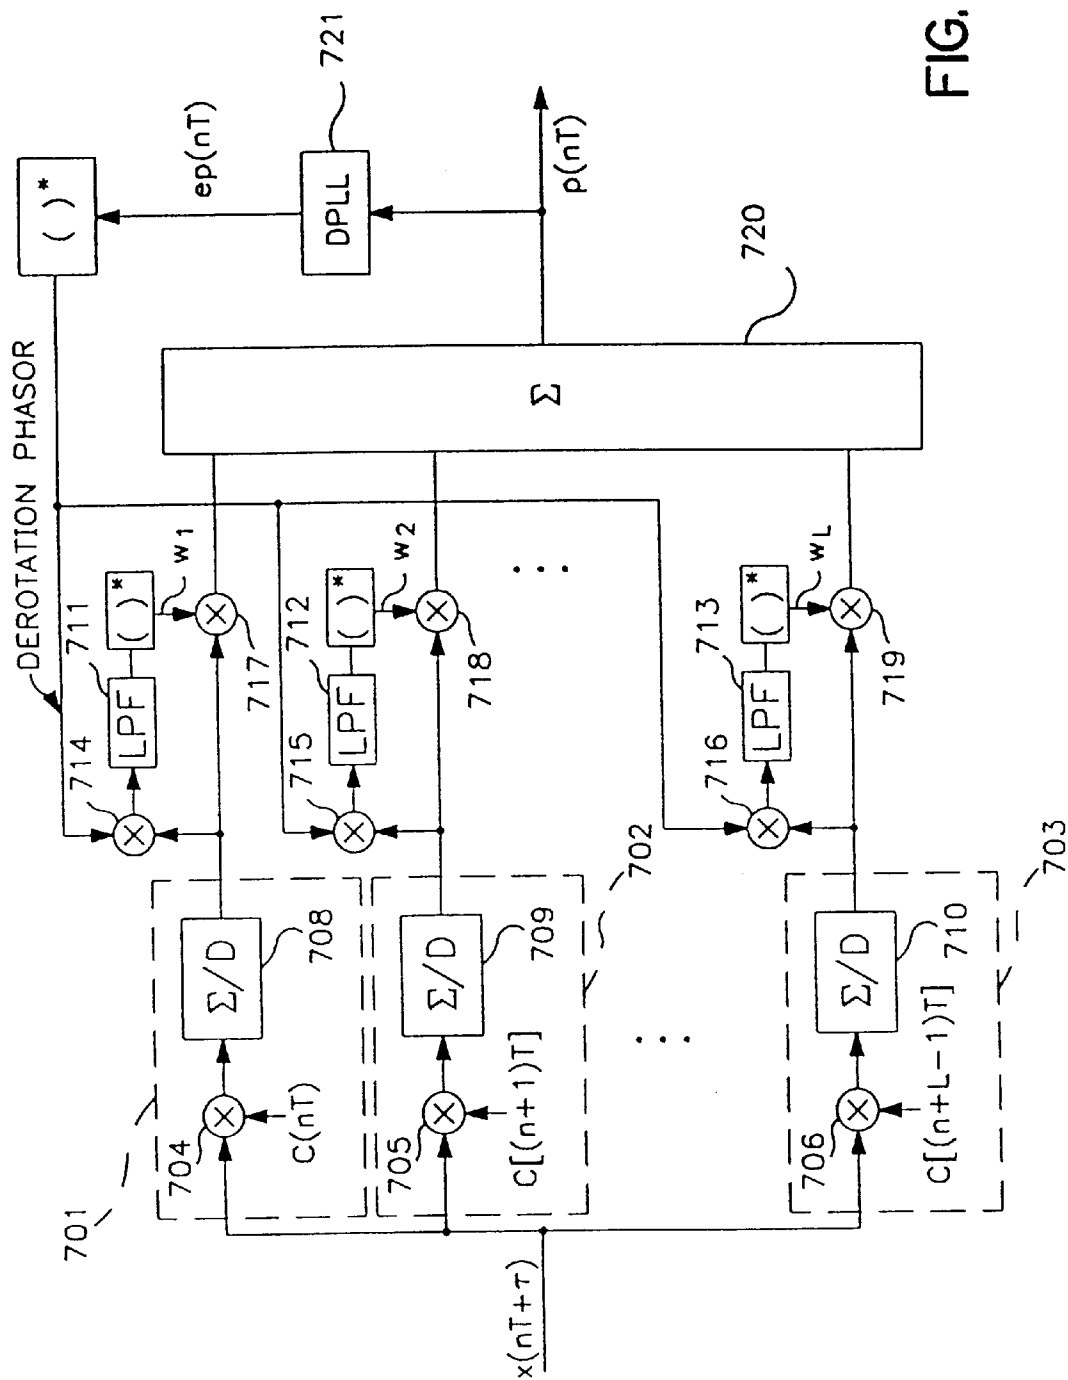 DEROTATION PHASOR
( )*
ep(nT)
721
DPLL
p(nT)
FIG.
720
Σ
714
711
LPF
( )*
w1
717
715
712
LPF
( )*
w2
718
716
713
LPF
( )*
wL
719
701
704
C(nT)
Σ/D
708
705
C[(n+1)T]
Σ/D
709
702
706
C[(n+L-1)T]
Σ/D
710
703
x(nT+τ)